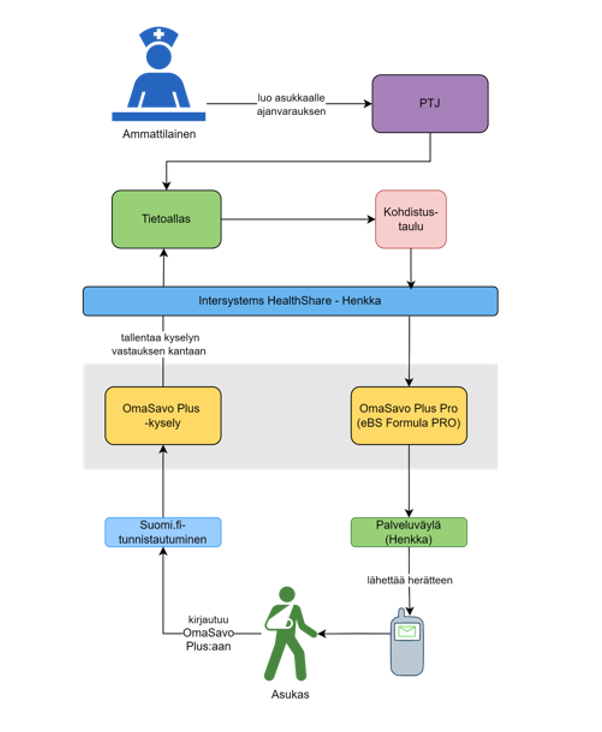 luo asukkaalle
ajanvarauksen
PTJ
Ammattilainen
Tietoallas
Kohdistus-
taulu
Intersystems HealthShare - Henkka
tallentaa kyselyn
vastauksen kantaan
OmaSavo Plus
-kysely
OmaSavo Plus Pro
(eBS Formula PRO)
Suomi.fi-
tunnistautuminen
Palveluväylä
(Henkka)
lähettää herätteen
kirjautuu
OmaSavo
Plus:aan
Asukas